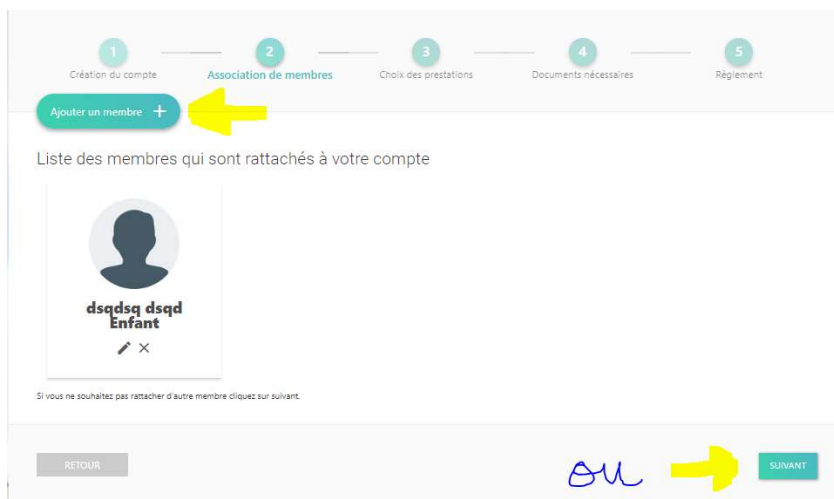 1 2 3 4 5
Création du compte Association de membres Choix des prestations Documents nécessaires Règlement
Ajouter un membre +
Liste des membres qui sont rattachés à votre compte
dsqdsq dsqd
Enfant
Si vous ne souhaitez pas rattacher d'autre membre cliquez sur suivant.
RETOUR ou SUIVANT